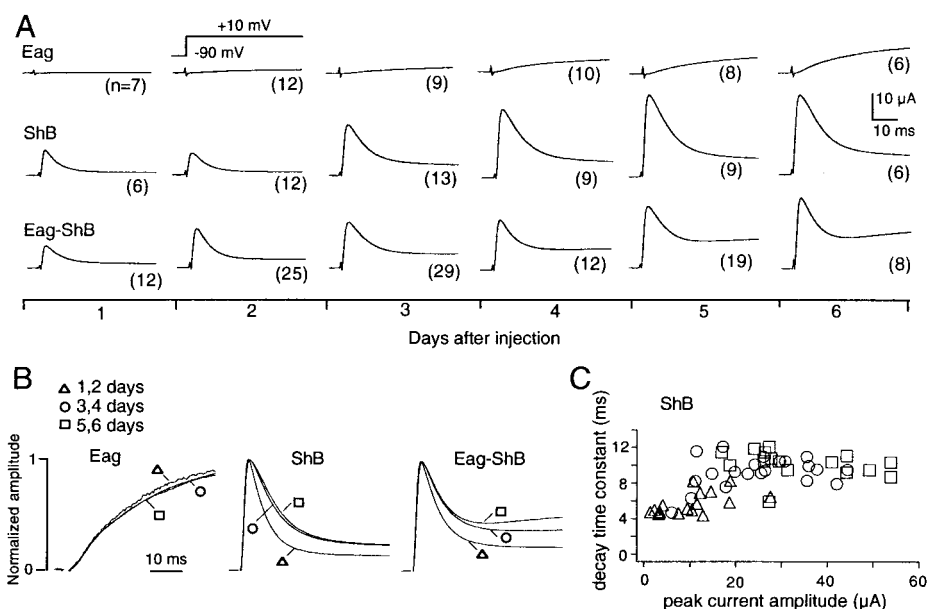 A
+10 mV
-90 mV
Eag
(n=7)
(12)
(9)
(10)
(8)
(6)
10 µA
10 ms
ShB
(6)
(12)
(13)
(9)
(9)
(6)
Eag-ShB
(12)
(25)
(29)
(12)
(19)
(8)
1 2 3 4 5 6
Days after injection
B
1,2 days
3,4 days
5,6 days
Eag
ShB
Eag-ShB
Normalized amplitude
1
0
10 ms
C
ShB
decay time constant (ms)
12
8
4
0
0 20 40 60
peak current amplitude (µA)